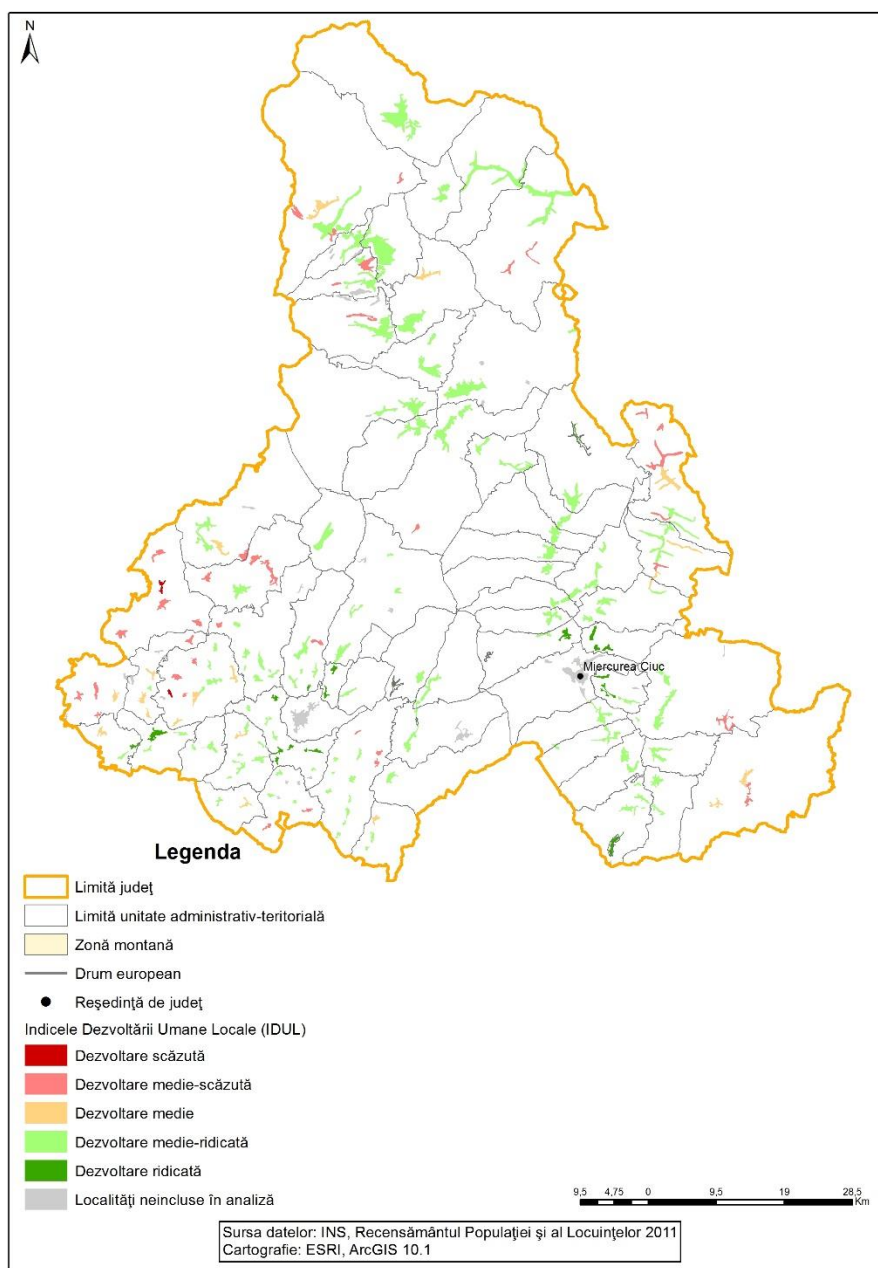 N
Miercurea Ciuc
Legenda
Limită judeţ
Limită unitate administrativ-teritorială
Zonă montană
Drum european
Reşedinţă de judeţ
Indicele Dezvoltării Umane Locale (IDUL)
Dezvoltare scăzută
Dezvoltare medie-scăzută
Dezvoltare medie
Dezvoltare medie-ridicată
Dezvoltare ridicată
Localităţi neincluse în analiză
9,5 4,75 0 9,5 19 28,5
Km
Sursa datelor: INS, Recensământul Populaţiei şi al Locuinţelor 2011
Cartografie: ESRI, ArcGIS 10.1